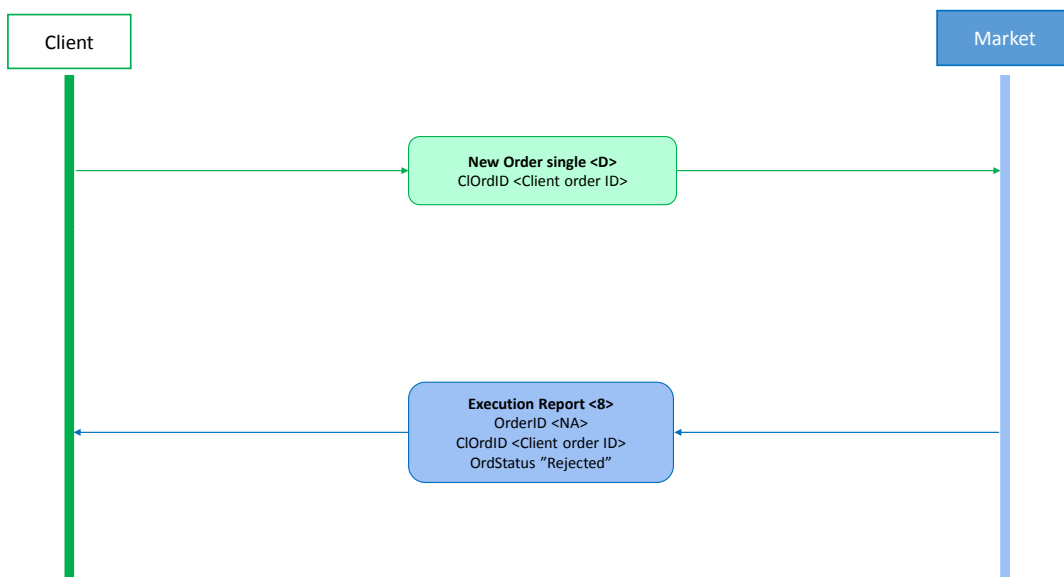 Client
Market
New Order single <D>
ClOrdID <Client order ID>
Execution Report <8>
OrderID <NA>
ClOrdID <Client order ID>
OrdStatus ”Rejected”